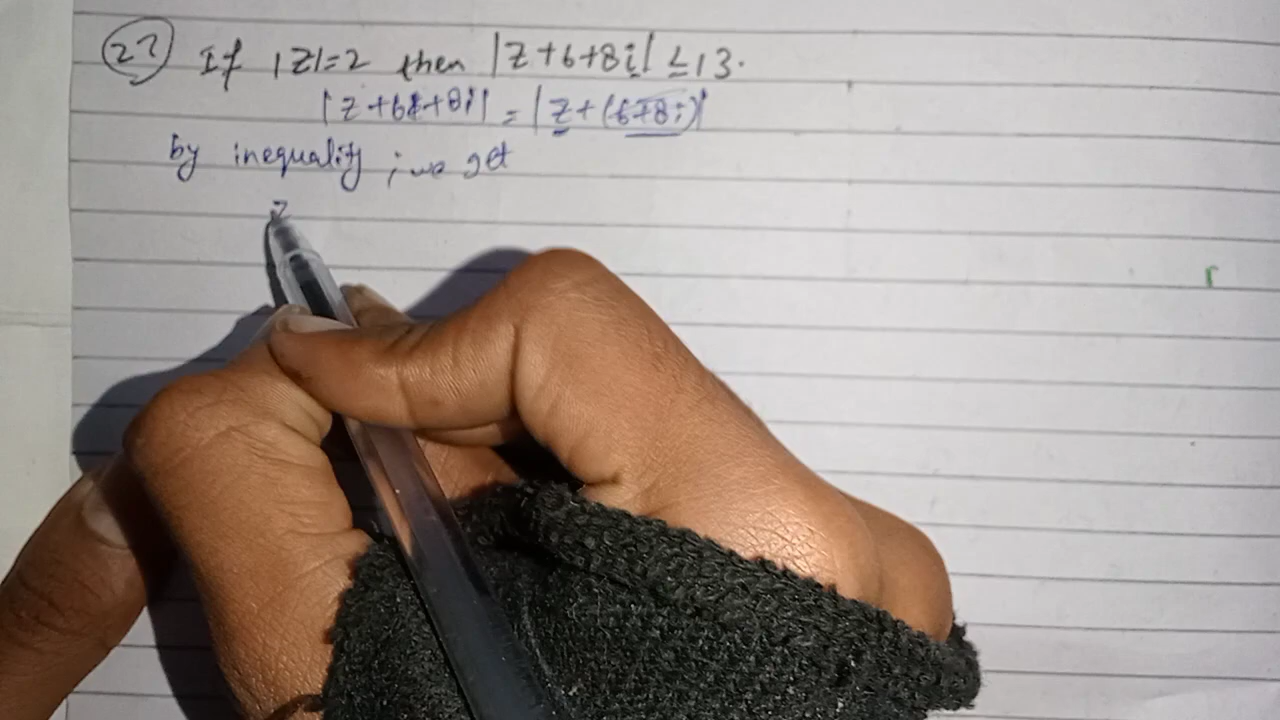 27 If |Z|=2 then |Z+6+8i| ≤13.
|Z+6+8i| = |Z+(6+8i)|
by inequality ; we get
Z